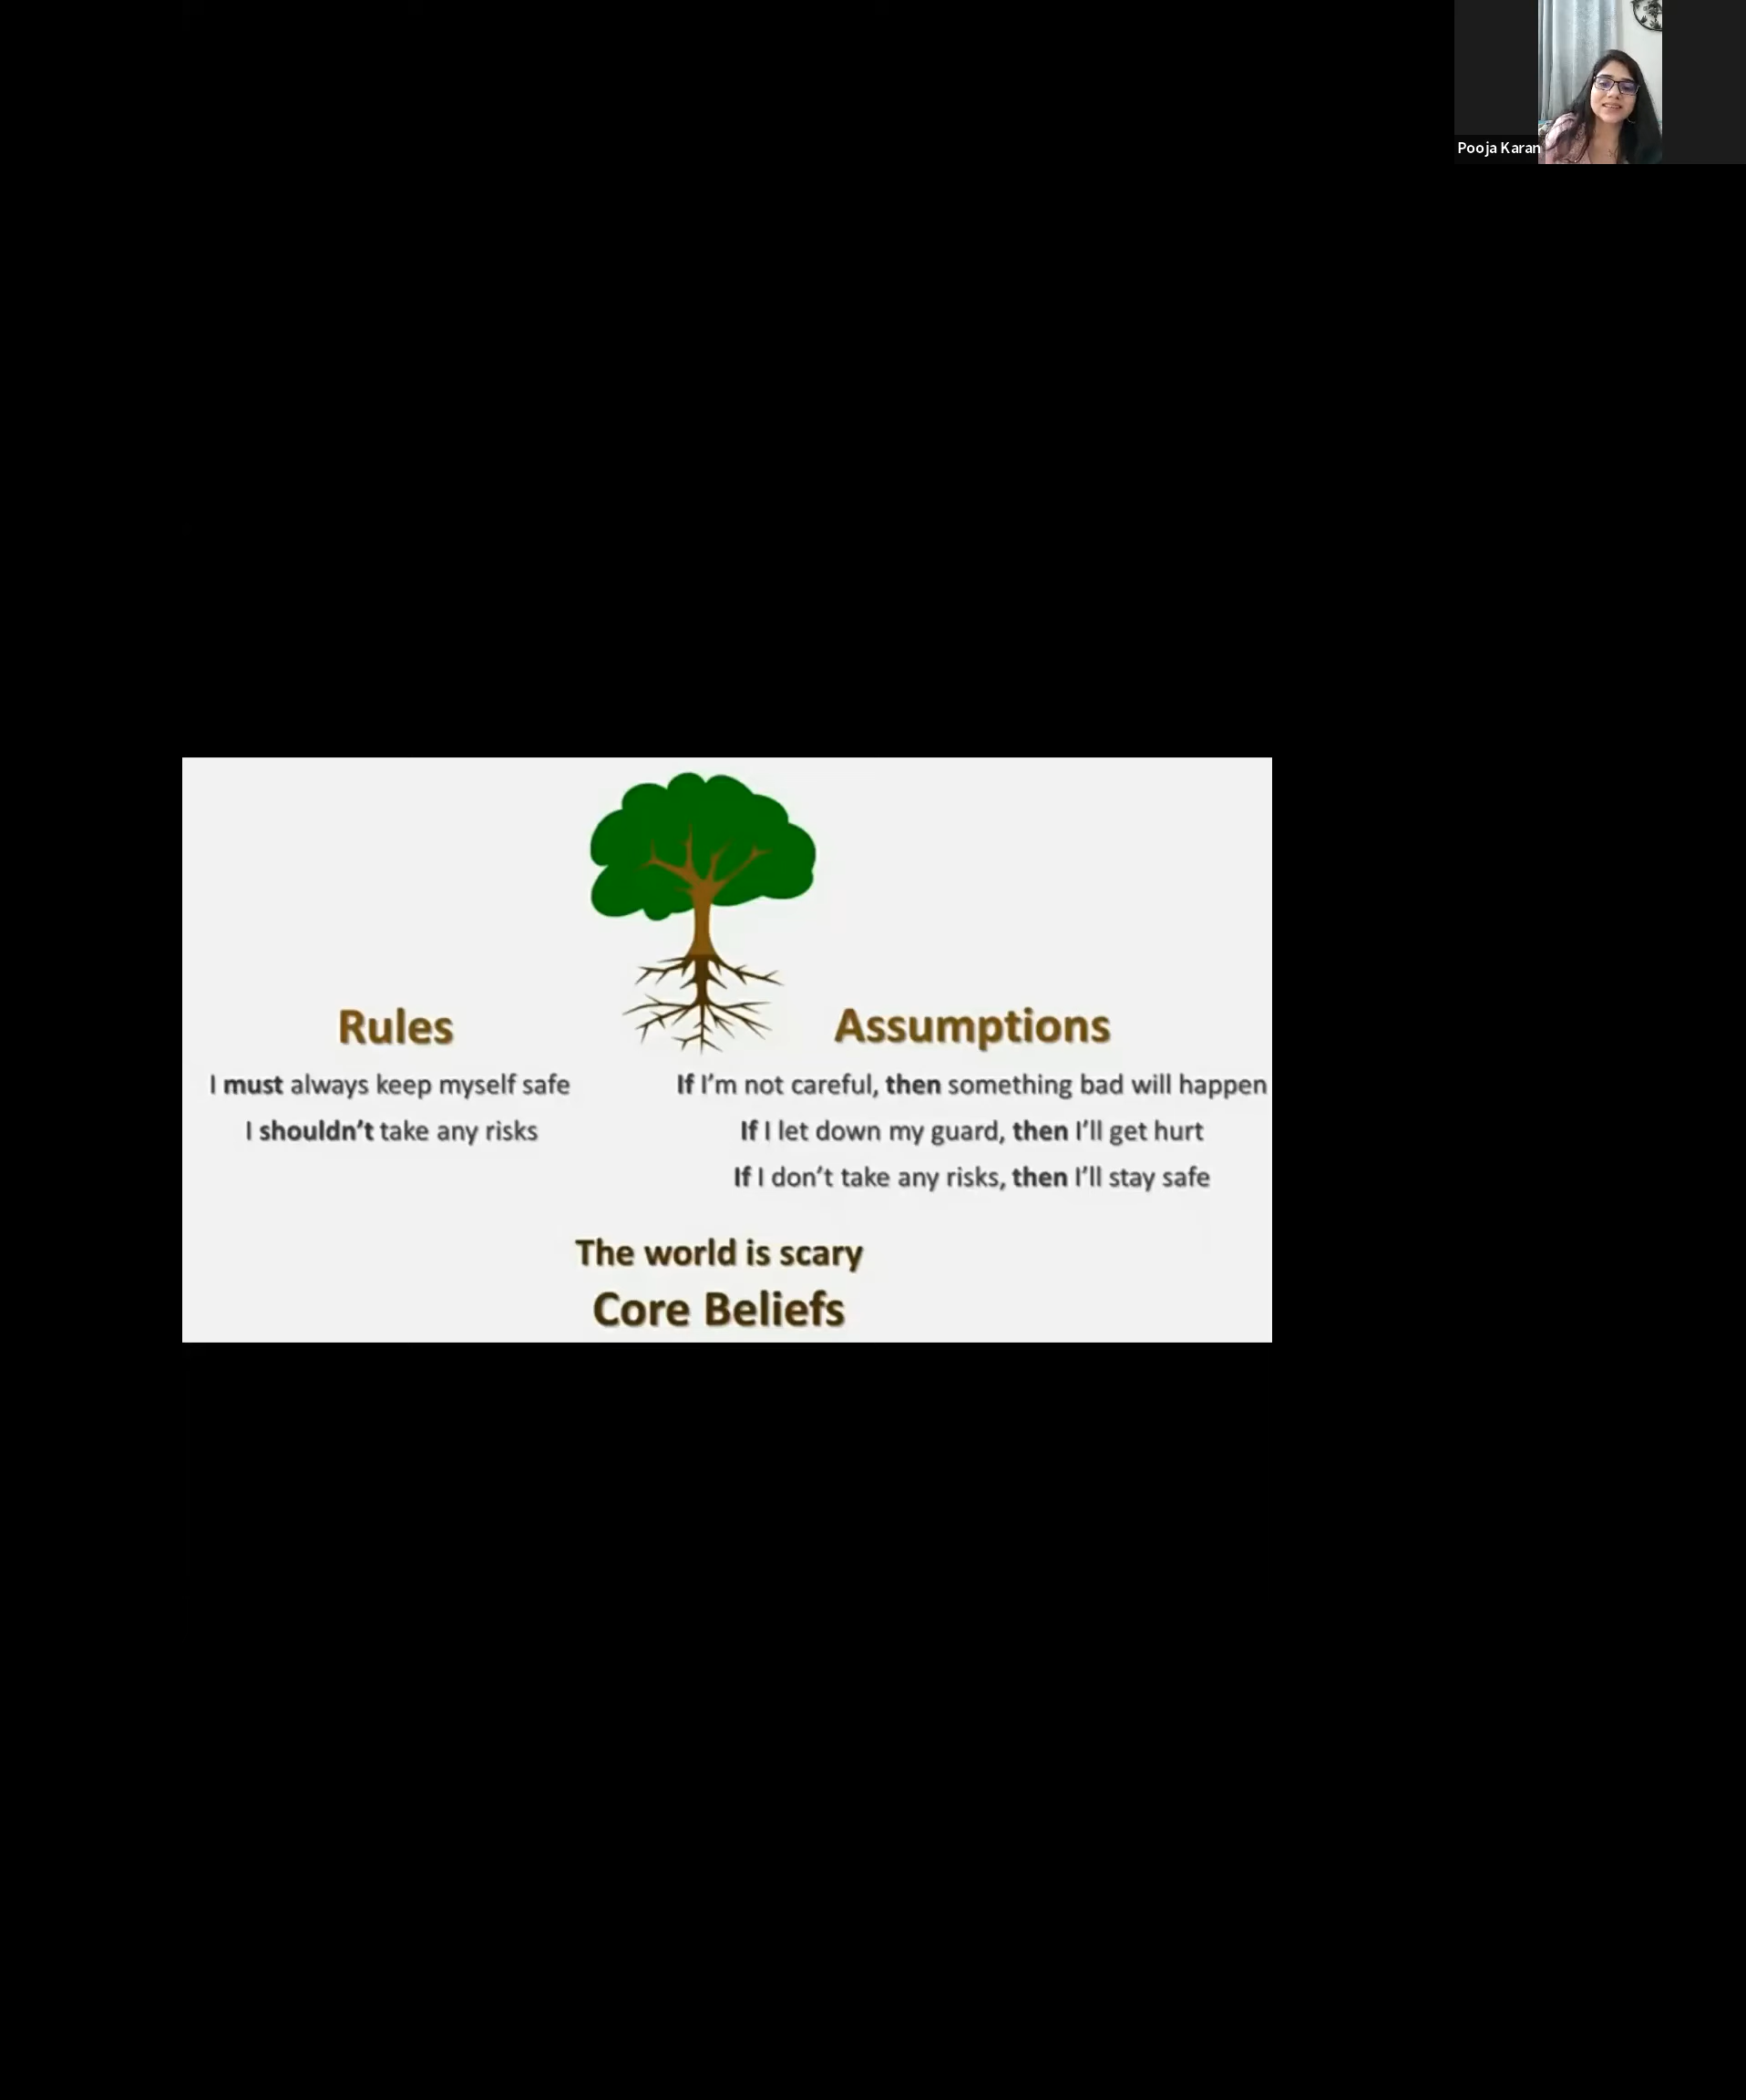 Pooja Karan
Rules
I must always keep myself safe
I shouldn't take any risks
Assumptions
If I'm not careful, then something bad will happen
If I let down my guard, then I'll get hurt
If I don't take any risks, then I'll stay safe
The world is scary
Core Beliefs